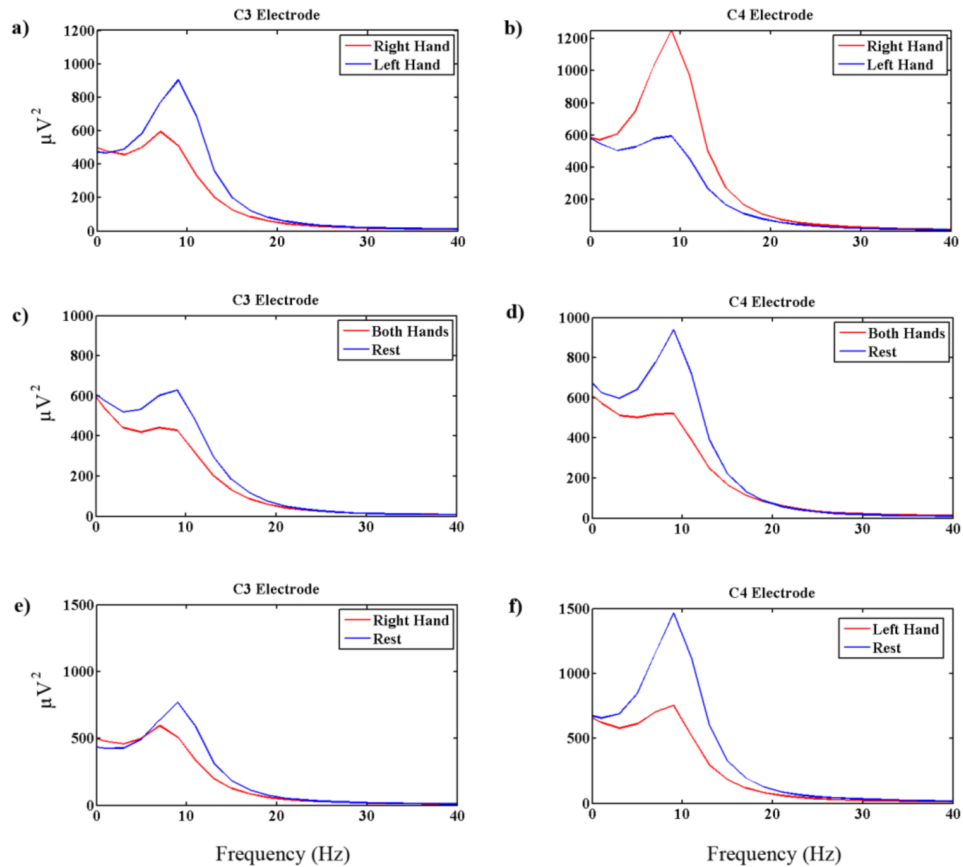 a)
C3 Electrode
1200
1000
800
600
400
200
0
μV²
Right Hand
Left Hand
0
10
20
30
40
b)
C4 Electrode
1200
1000
800
600
400
200
Right Hand
Left Hand
0
10
20
30
40
c)
C3 Electrode
1000
800
600
400
200
0
μV²
Both Hands
Rest
0
10
20
30
40
d)
C4 Electrode
1000
800
600
400
200
0
Both Hands
Rest
0
10
20
30
40
e)
C3 Electrode
1500
1000
500
0
μV²
Right Hand
Rest
0
10
20
30
40
Frequency (Hz)
f)
C4 Electrode
1500
1000
500
0
Left Hand
Rest
0
10
20
30
40
Frequency (Hz)